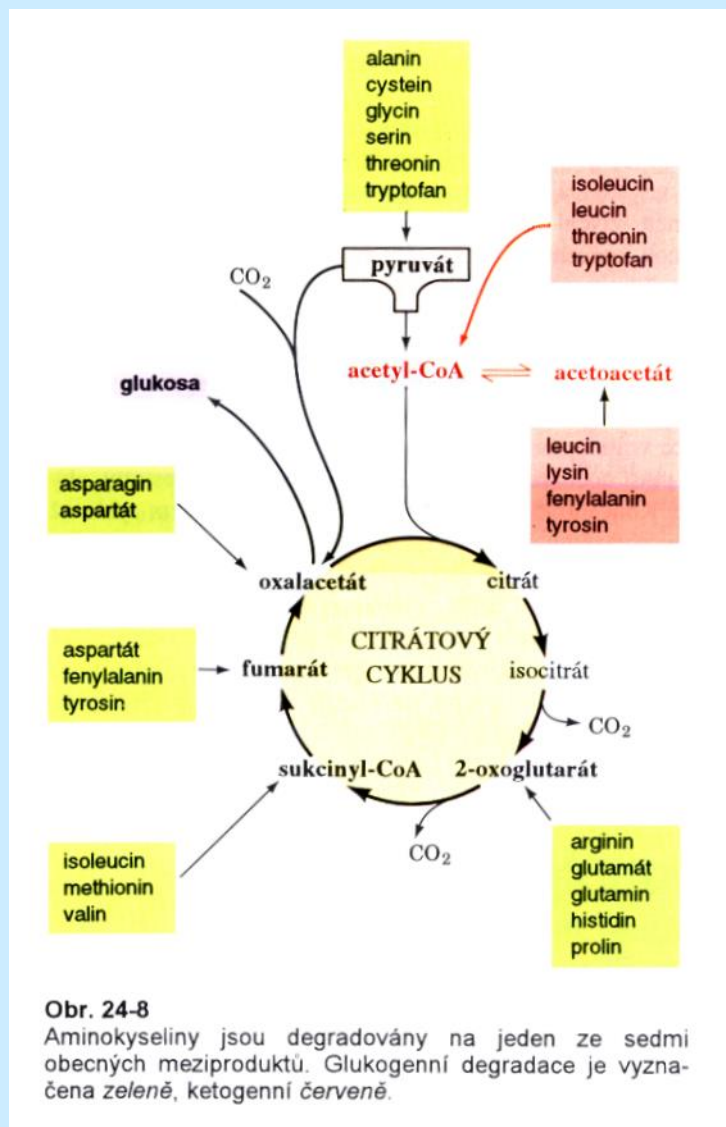 alanin
cystein
glycin
serin
threonin
tryptofan
isoleucin
leucin
threonin
tryptofan
pyruvát
CO₂
acetyl-CoA
acetoacetát
glukosa
leucin
lysin
fenylalanin
tyrosin
asparagin
aspartát
oxalacetát
citrát
CITRÁTOVÝ
CYKLUS
aspartát
fenylalanin
tyrosin
fumarát
isocitrát
CO₂
sukcinyl-CoA
2-oxoglutarát
CO₂
isoleucin
methionin
valin
arginin
glutamát
glutamin
histidin
prolin
Obr. 24-8
Aminokyseliny jsou degradovány na jeden ze sedmi
obecných meziproduktů. Glukogenní degradace je vyzna-
čena zeleně, ketogenní červeně.